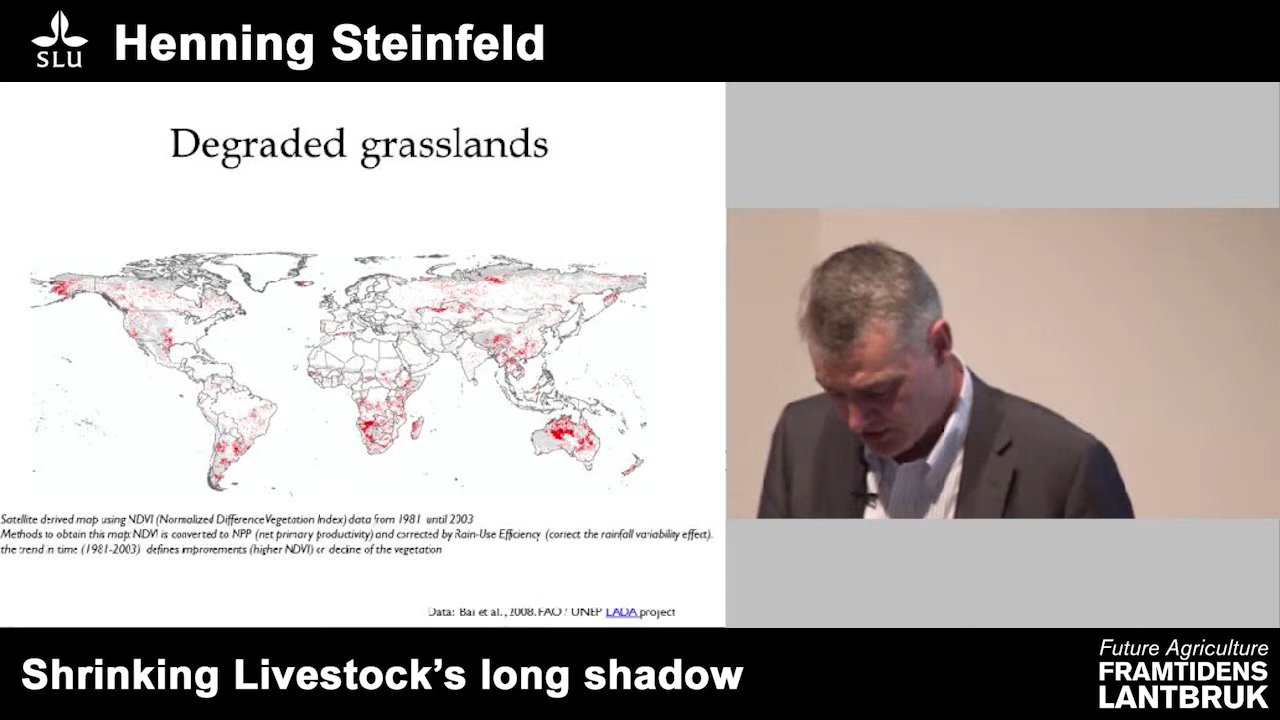 SLU
Henning Steinfeld
Degraded grasslands
Satellite derived map using NDVI (Normalized Difference Vegetation Index) data from 1981 until 2003
Methods to obtain this map: NDVI is converted to NPP (net primary productivity) and corrected by Rain-Use Efficiency (correct the rainfall variability effect).
the trend in time (1981-2003) defines improrements (higher NDVI) or decline of the vegetation
Data: Bai et al., 2008. FAO / UNEP LADA project
Shrinking Livestock's long shadow
Future Agriculture
FRAMTIDENS
LANTBRUK